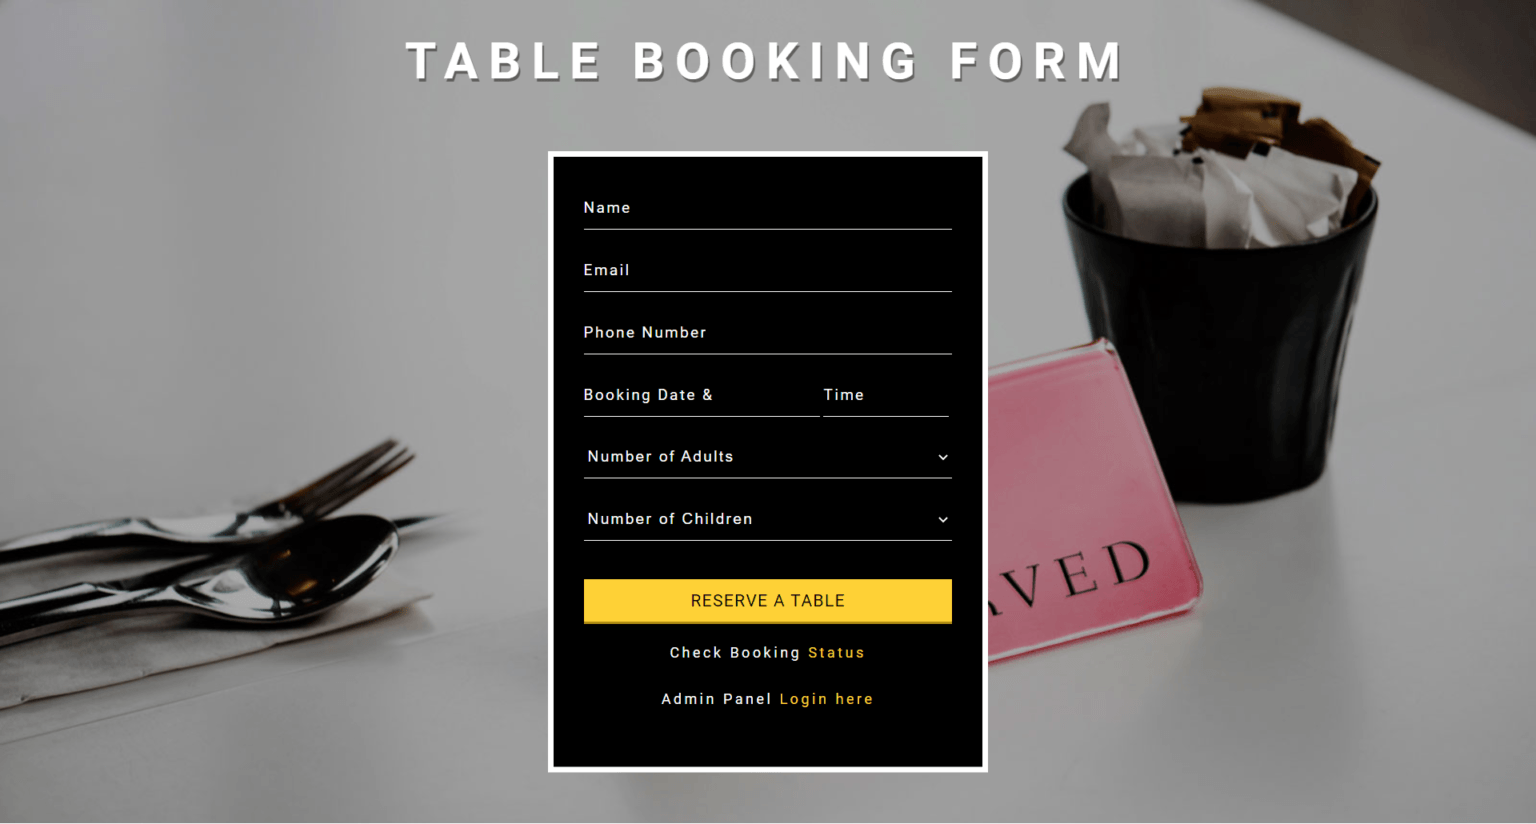 TABLE BOOKING FORM
Name
Email
Phone Number
Booking Date & Time
Number of Adults
Number of Children
RESERVE A TABLE
Check Booking Status
Admin Panel Login here
VED